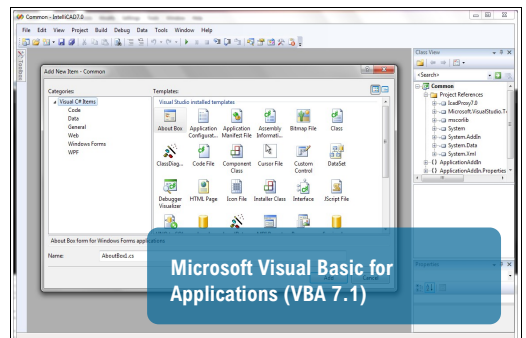 Common - IntelliCAD7.0
File Edit View Project Build Debug Data Tools Window Help
Toolbox
Class View
<Search>
Common
Project References
IcadProxy7.0
Microsoft.VisualStudio.To
mscorlib
System
System.AddIn
System.Data
System.Xml
ApplicationAddIn
ApplicationAddIn.Properties
Add New Item - Common
Categories:
Templates:
Visual C# Items
Code
Data
General
Web
Windows Forms
WPF
Visual Studio installed templates
About Box
Application Configurat...
Application Manifest File
Assembly Informati...
Bitmap File
Class
ClassDiag...
Code File
Component Class
Cursor File
Custom Control
DataSet
Debugger Visualizer
HTML Page
Icon File
Installer Class
Interface
JScript File
About Box form for Windows Forms applications
Name: AboutBox1.cs
Add
Cancel
Properties
Microsoft Visual Basic for
Applications (VBA 7.1)